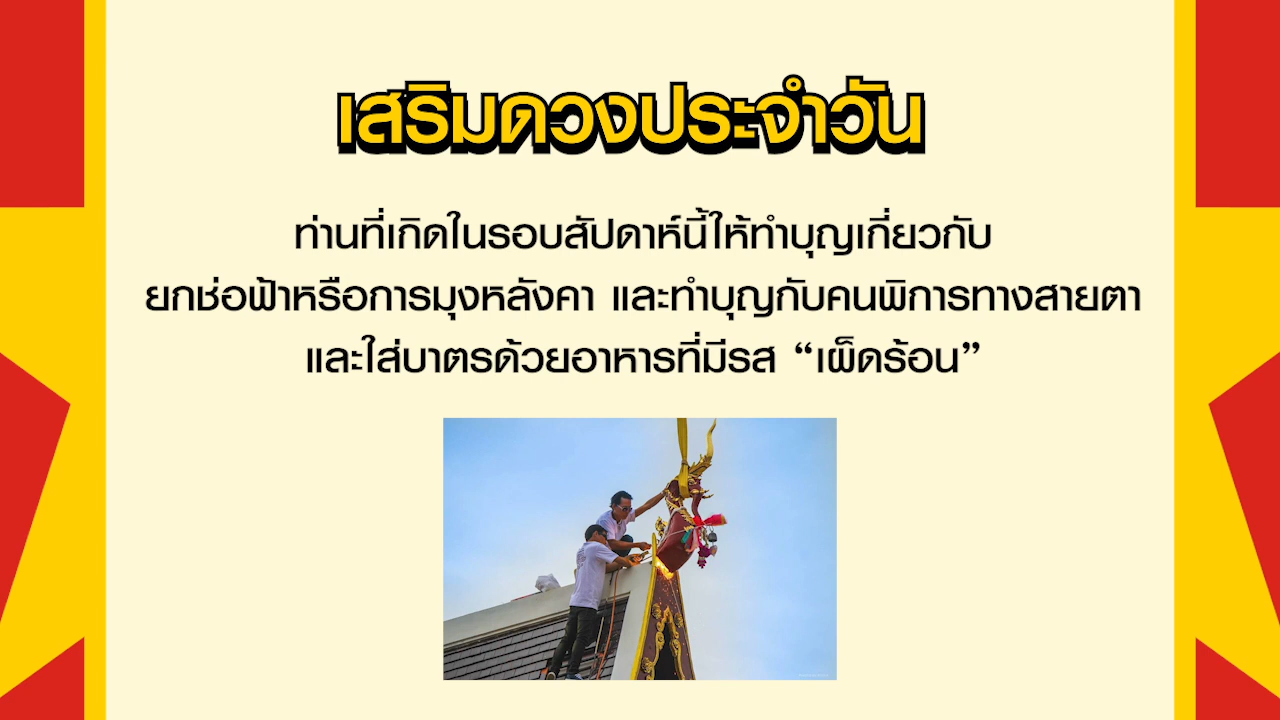 เสริมดวงประจำวัน
ท่านที่เกิดในรอบสัปดาห์นี้ให้ทำบุญเกี่ยวกับ
ยกช่อฟ้าหรือการมุงหลังคา และทำบุญกับคนพิการทางสายตา
และใส่บาตรด้วยอาหารที่มีรส “เผ็ดร้อน”